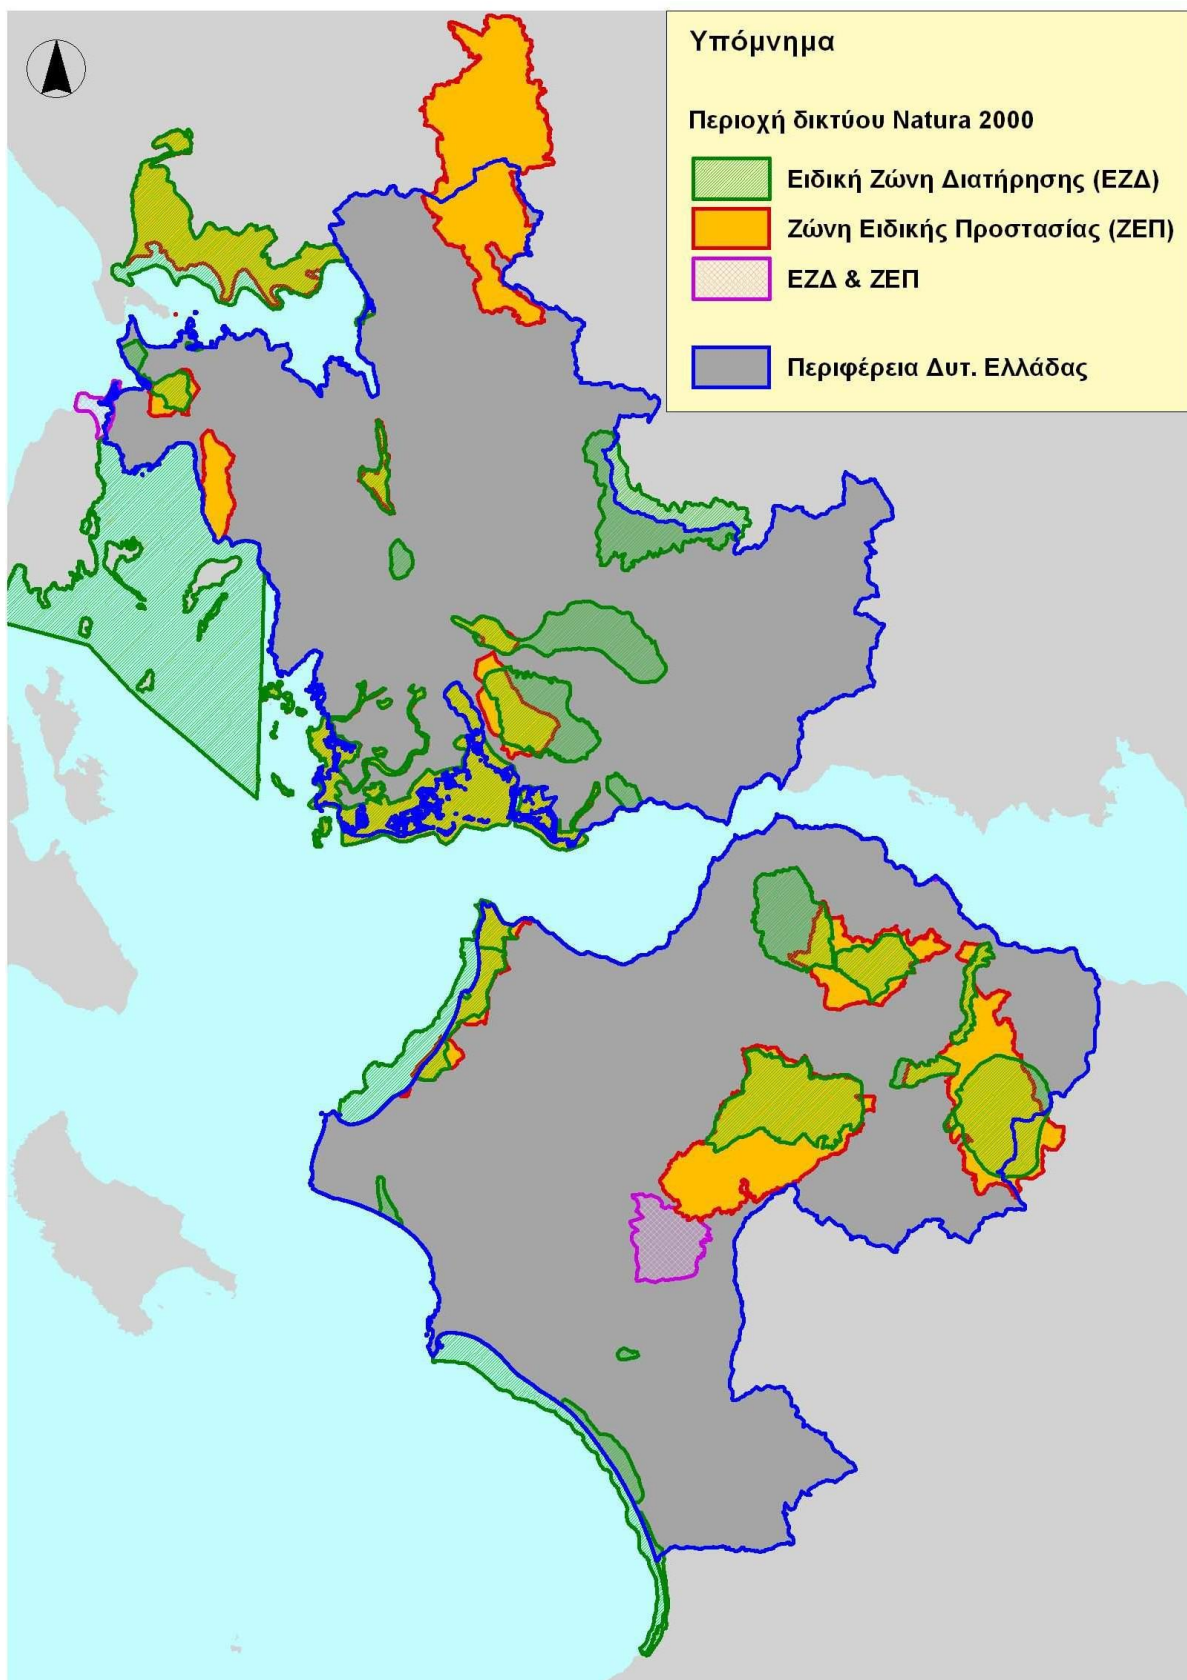 Υπόμνημα
Περιοχή δικτύου Natura 2000
Ειδική Ζώνη Διατήρησης (ΕΖΔ)
Ζώνη Ειδικής Προστασίας (ΖΕΠ)
ΕΖΔ & ΖΕΠ
Περιφέρεια Δυτ. Ελλάδας